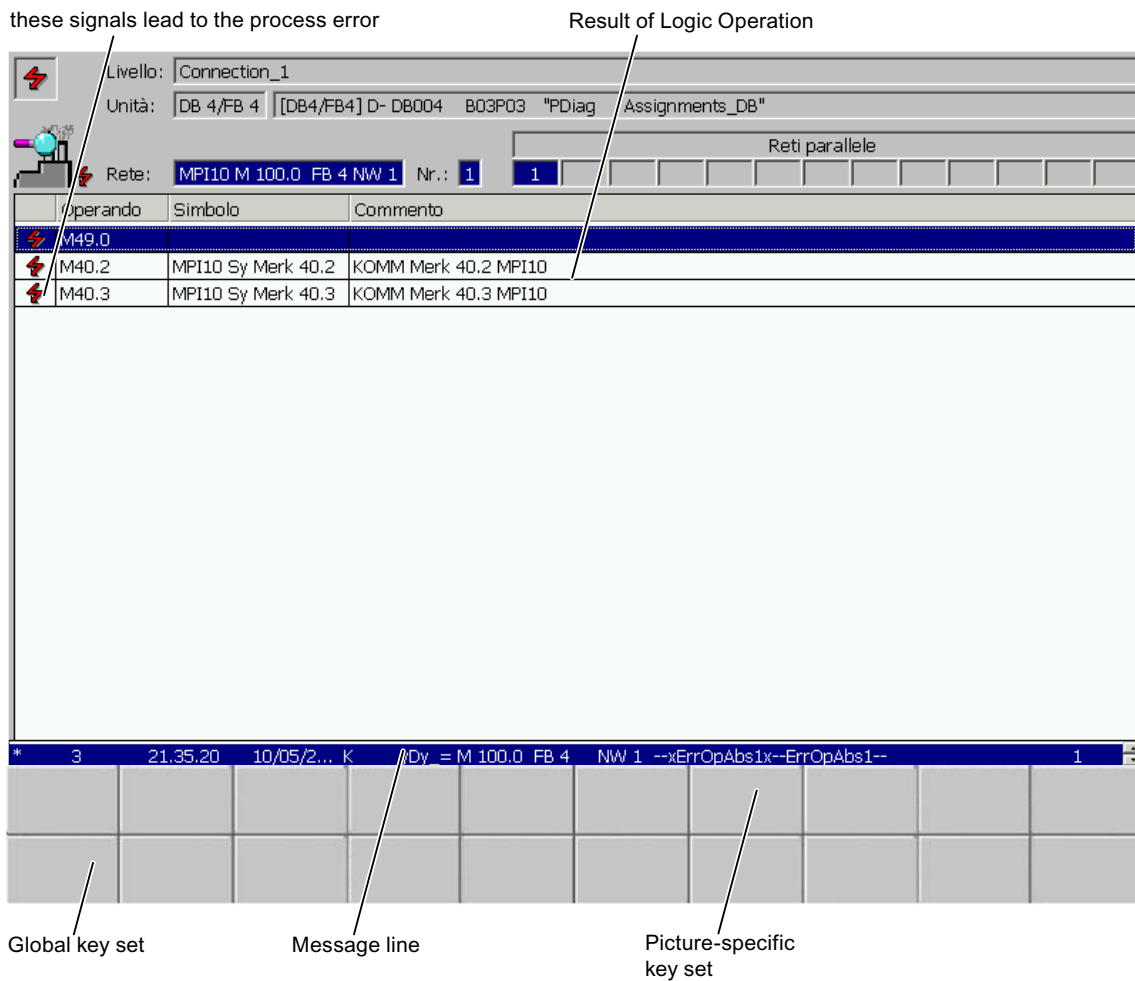 these signals lead to the process error
Result of Logic Operation
Livello: Connection_1
Unità: DB 4/FB 4 [DB4/FB4] D- DB004 B03P03 "PDiag Assignments_DB"
Reti parallele
Rete: MPI10 M 100.0 FB 4 NW 1 Nr.: 1 1
Operando Simbolo Commento
M49.0
M40.2 MPI10 Sy Merk 40.2 KOMM Merk 40.2 MPI10
M40.3 MPI10 Sy Merk 40.3 KOMM Merk 40.3 MPI10
* 3 21.35.20 10/05/2... K yDy_= M 100.0 FB 4 NW 1 --xErrOpAbs1x--ErrOpAbs1-- 1
Global key set
Message line
Picture-specific
key set